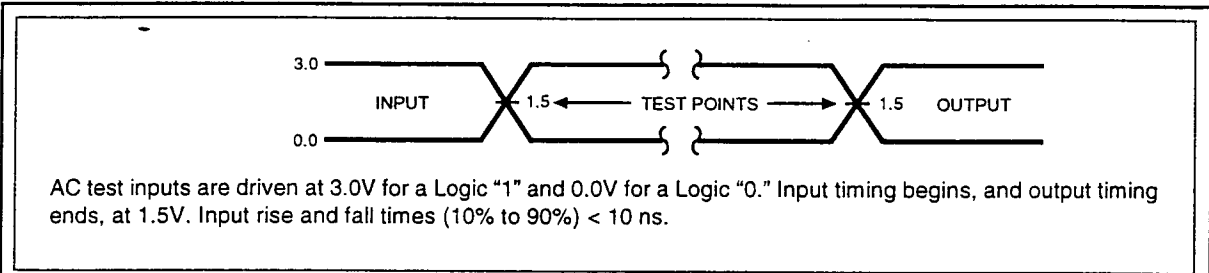 3.0
INPUT 1.5 TEST POINTS 1.5 OUTPUT
0.0
AC test inputs are driven at 3.0V for a Logic “1” and 0.0V for a Logic “0.” Input timing begins, and output timing
ends, at 1.5V. Input rise and fall times (10% to 90%) < 10 ns.